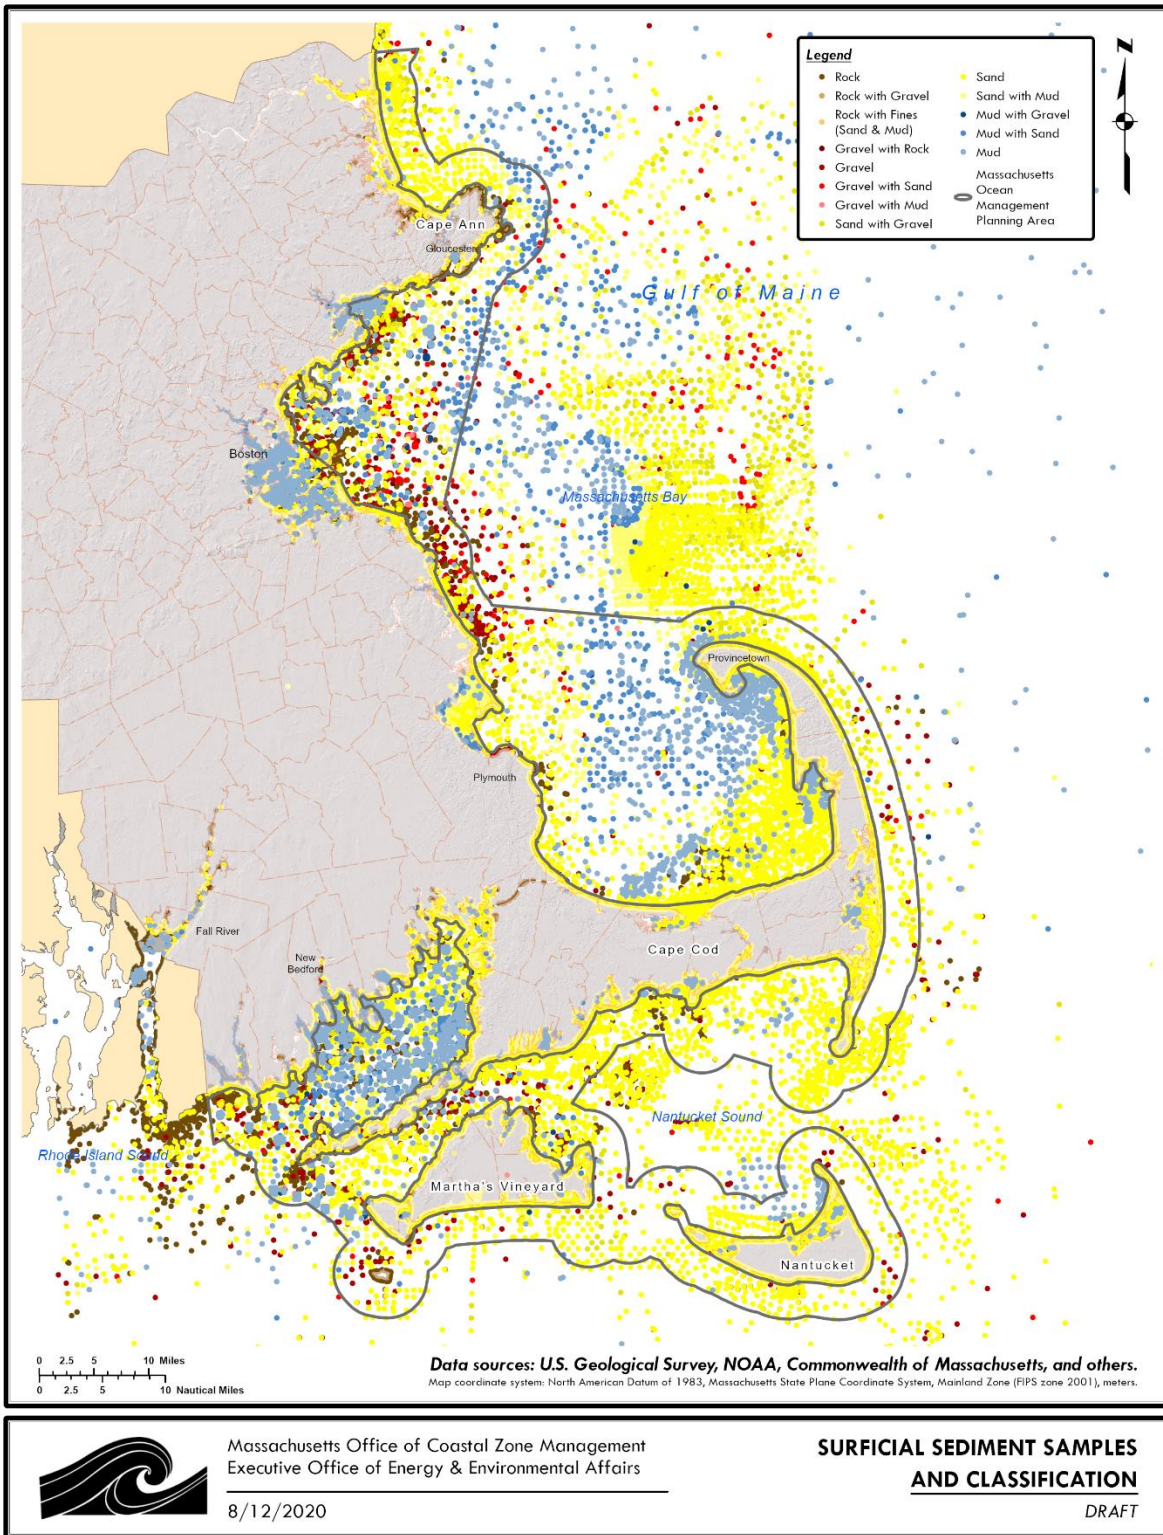 Legend
Rock
Rock with Gravel
Rock with Fines
(Sand & Mud)
Gravel with Rock
Gravel
Gravel with Sand
Gravel with Mud
Sand with Gravel
Sand
Sand with Mud
Mud with Gravel
Mud with Sand
Mud
Massachusetts
Ocean
Management
Planning Area
Z
Cape Ann
Gloucester
Gulf of Maine
Boston
Massachusetts Bay
Provincetown
Plymouth
Fall River
New
Bedford
Cape Cod
Nantucket Sound
Rhode Island Sound
Martha's Vineyard
Nantucket
0 2.5 5 10 Miles
0 2.5 5 10 Nautical Miles
Data sources: U.S. Geological Survey, NOAA, Commonwealth of Massachusetts, and others.
Map coordinate system: North American Datum of 1983, Massachusetts State Plane Coordinate System, Mainland Zone (FIPS zone 2001), meters.
Massachusetts Office of Coastal Zone Management
Executive Office of Energy & Environmental Affairs
8/12/2020
SURFICIAL SEDIMENT SAMPLES
AND CLASSIFICATION
DRAFT